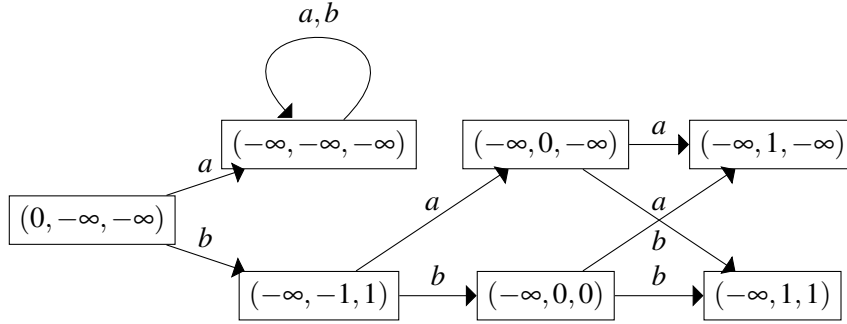 a,b
(−∞,−∞,−∞)
(−∞,0,−∞)
a
(−∞,1,−∞)
a
a
a
(0,−∞,−∞)
b
b
(−∞,−1,1)
b
(−∞,0,0)
b
(−∞,1,1)